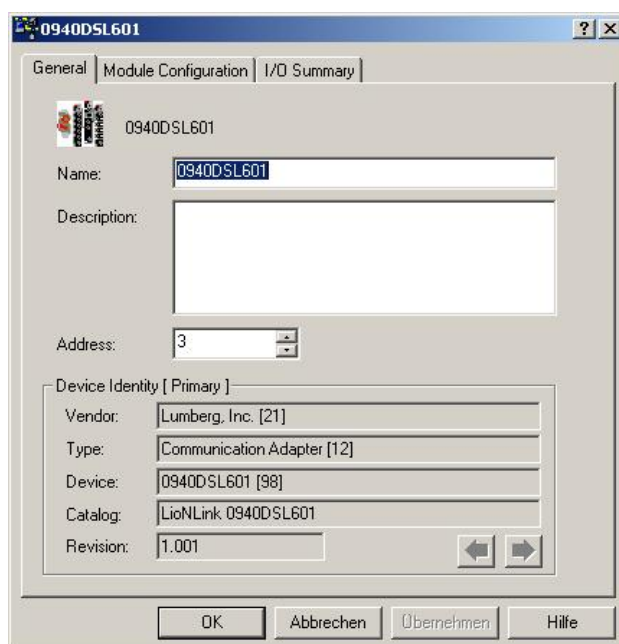 0940DSL601
General Module Configuration I/O Summary
0940DSL601
Name: 0940DSL601
Description:
Address: 3
Device Identity [ Primary ]
Vendor: Lumberg, Inc. [21]
Type: Communication Adapter [12]
Device: 0940DSL601 [98]
Catalog: LioNLink 0940DSL601
Revision: 1.001
OK Abbrechen Übernehmen Hilfe